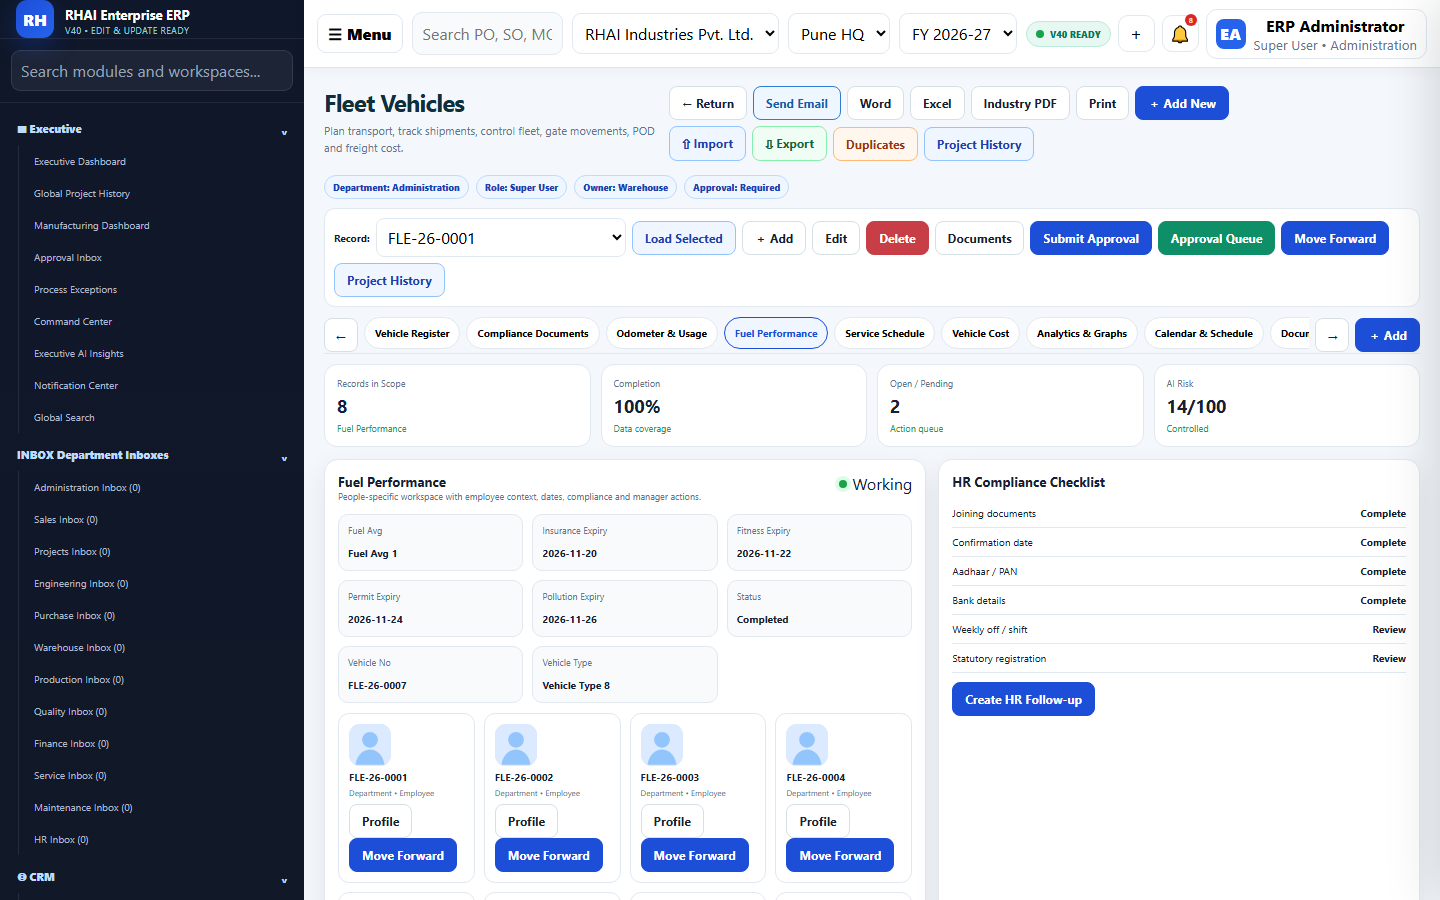 RH
RHAI Enterprise ERP
V40 • EDIT & UPDATE READY
Search modules and workspaces...
Executive
Executive Dashboard
Global Project History
Manufacturing Dashboard
Approval Inbox
Process Exceptions
Command Center
Executive AI Insights
Notification Center
Global Search
INBOX Department Inboxes
Administration Inbox (0)
Sales Inbox (0)
Projects Inbox (0)
Engineering Inbox (0)
Purchase Inbox (0)
Warehouse Inbox (0)
Production Inbox (0)
Quality Inbox (0)
Finance Inbox (0)
Service Inbox (0)
Maintenance Inbox (0)
HR Inbox (0)
CRM
☰ Menu
Search PO, SO, MO
RHAI Industries Pvt. Ltd.
Pune HQ
FY 2026-27
V40 READY
+
8
EA
ERP Administrator
Super User • Administration
Fleet Vehicles
Plan transport, track shipments, control fleet, gate movements, POD
and freight cost.
← Return
Send Email
Word
Excel
Industry PDF
Print
+ Add New
⇧ Import
⇩ Export
Duplicates
Project History
Department: Administration
Role: Super User
Owner: Warehouse
Approval: Required
Record:
FLE-26-0001
Load Selected
+ Add
Edit
Delete
Documents
Submit Approval
Approval Queue
Move Forward
Project History
←
Vehicle Register
Compliance Documents
Odometer & Usage
Fuel Performance
Service Schedule
Vehicle Cost
Analytics & Graphs
Calendar & Schedule
Docur
→
+ Add
Records in Scope
8
Fuel Performance
Completion
100%
Data coverage
Open / Pending
2
Action queue
AI Risk
14/100
Controlled
Fuel Performance
People-specific workspace with employee context, dates, compliance and manager actions.
Working
Fuel Avg
Fuel Avg 1
Insurance Expiry
2026-11-20
Fitness Expiry
2026-11-22
Permit Expiry
2026-11-24
Pollution Expiry
2026-11-26
Status
Completed
Vehicle No
FLE-26-0007
Vehicle Type
Vehicle Type 8
FLE-26-0001
Department • Employee
Profile
Move Forward
FLE-26-0002
Department • Employee
Profile
Move Forward
FLE-26-0003
Department • Employee
Profile
Move Forward
FLE-26-0004
Department • Employee
Profile
Move Forward
HR Compliance Checklist
Joining documents Complete
Confirmation date Complete
Aadhaar / PAN Complete
Bank details Complete
Weekly off / shift Review
Statutory registration Review
Create HR Follow-up